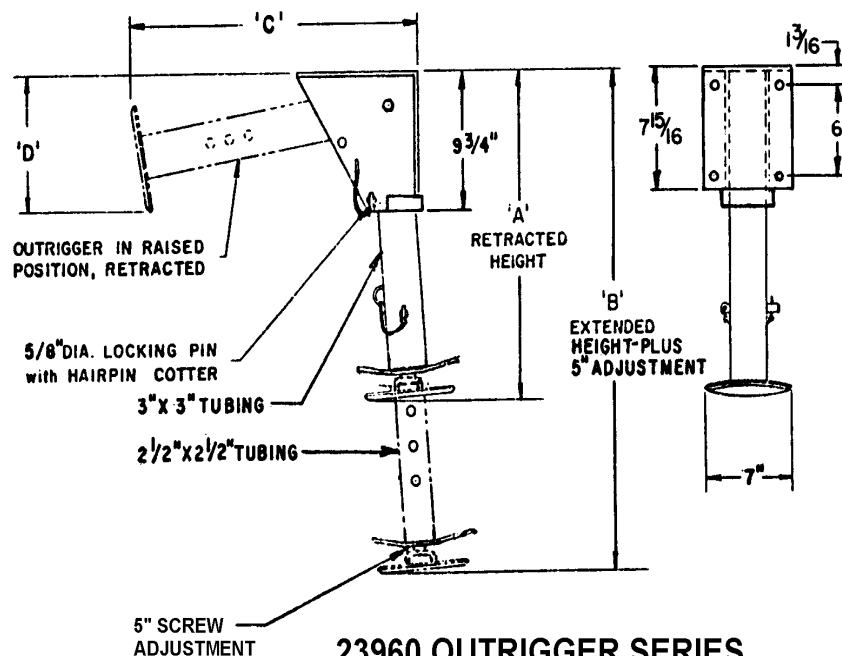 'C'
1 3/16
'D'
9 3/4"
7 15/16
6
'A'
RETRACTED
HEIGHT
OUTRIGGER IN RAISED
POSITION, RETRACTED
'B'
EXTENDED
HEIGHT-PLUS
5" ADJUSTMENT
5/8" DIA. LOCKING PIN
with HAIRPIN COTTER
3" X 3" TUBING
2 1/2" X 2 1/2" TUBING
7"
5" SCREW
ADJUSTMENT
23960 OUTRIGGER SERIES